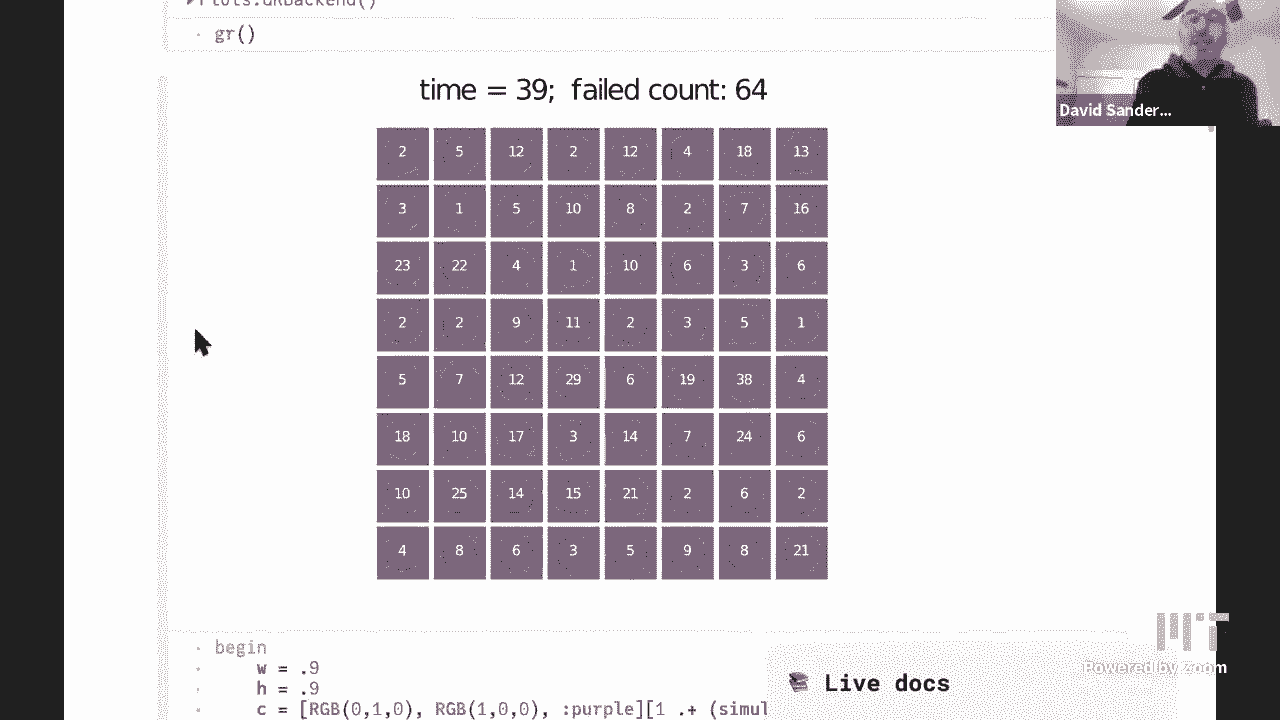 Plots.GRBackend()
gr()
David Sander...
time = 39; failed count: 64
2 5 12 2 12 4 18 13
3 1 5 10 8 2 7 16
23 22 4 1 10 6 3 6
2 2 9 11 2 3 5 1
5 7 12 29 6 19 38 4
18 10 17 3 14 7 24 6
10 25 14 15 21 2 6 2
4 8 6 3 5 9 8 21
begin
w = .9
h = .9
c = [RGB(0,1,0), RGB(1,0,0), :purple][1 .+ (simul
Live docs
MIT
Powered by Zoom